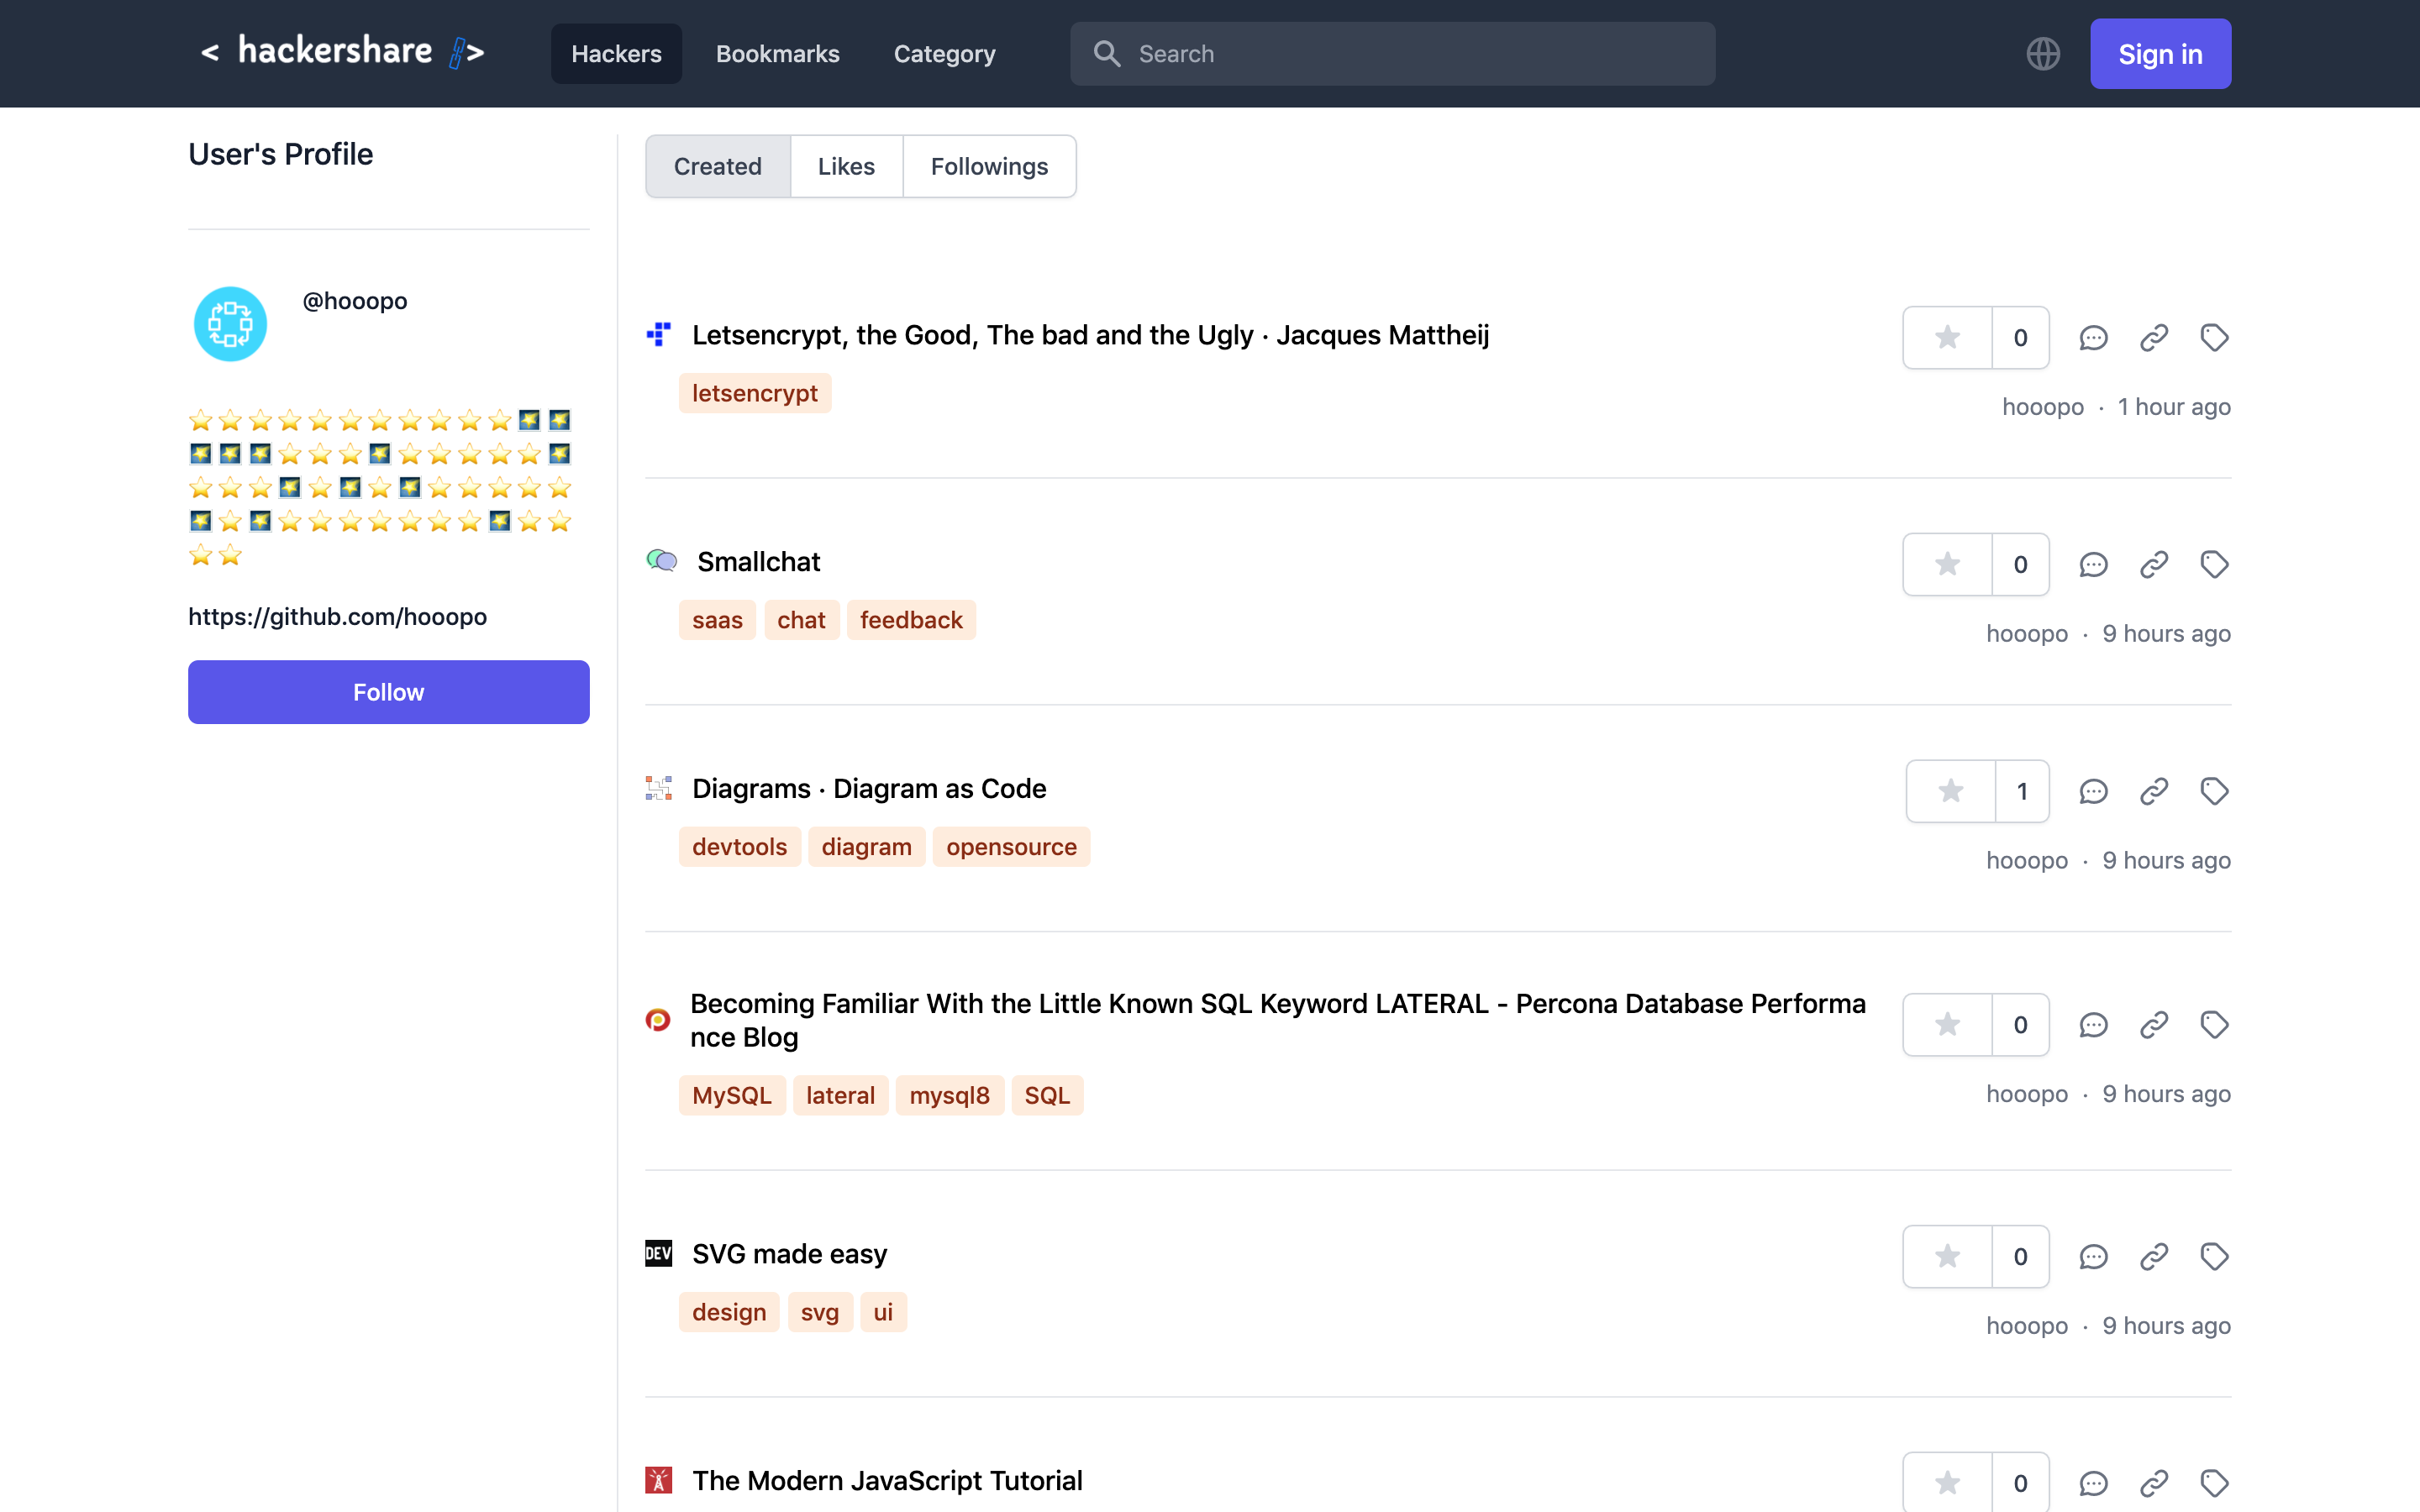 < hackershare >
Hackers
Bookmarks
Category
Search
Sign in
User's Profile
@hooopo
https://github.com/hooopo
Follow
Created
Likes
Followings
Letsencrypt, the Good, The bad and the Ugly · Jacques Mattheij
0
letsencrypt
hooopo · 1 hour ago
Smallchat
0
saas chat feedback
hooopo · 9 hours ago
Diagrams · Diagram as Code
1
devtools diagram opensource
hooopo · 9 hours ago
Becoming Familiar With the Little Known SQL Keyword LATERAL - Percona Database Performa
nce Blog
0
MySQL lateral mysql8 SQL
hooopo · 9 hours ago
DEV
SVG made easy
0
design svg ui
hooopo · 9 hours ago
The Modern JavaScript Tutorial
0